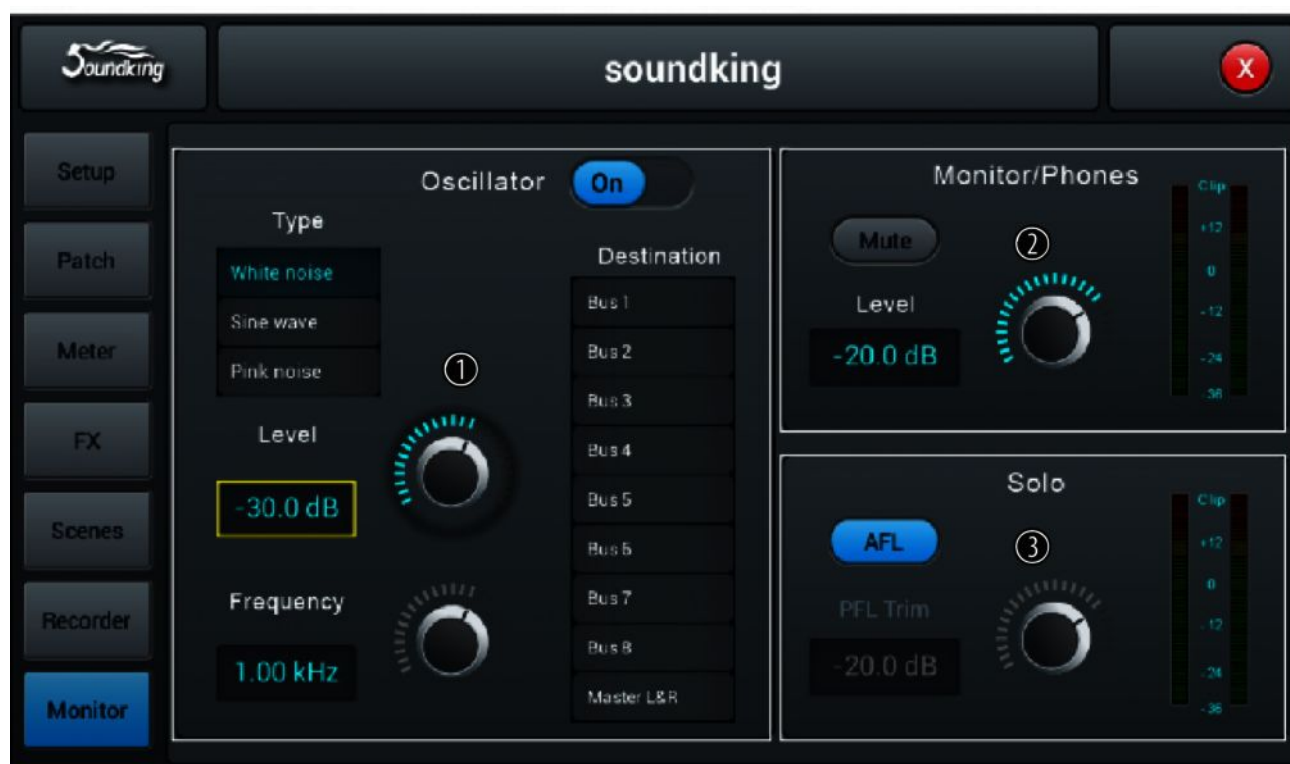 Soundking
soundking
X
Setup
Patch
Meter
FX
Scenes
Recorder
Monitor
Oscillator
On
Type
White noise
Sine wave
Pink noise
①
Level
-30.0 dB
Frequency
1.00 kHz
Destination
Bus 1
Bus 2
Bus 3
Bus 4
Bus 5
Bus 6
Bus 7
Bus 8
Master L&R
Monitor/Phones
Mute
②
Level
-20.0 dB
Clip
+12
0
-12
-24
-36
Solo
AFL
③
PFL Trim
-20.0 dB
Clip
+12
0
-12
-24
-36